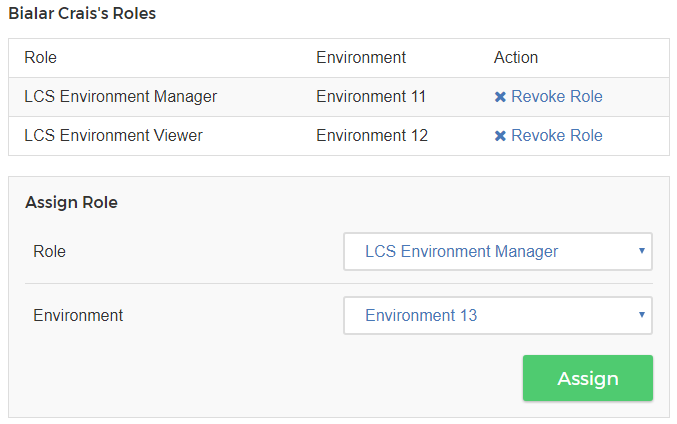 Bialar Crais's Roles
Role Environment Action
LCS Environment Manager Environment 11 ✖ Revoke Role
LCS Environment Viewer Environment 12 ✖ Revoke Role
Assign Role
Role LCS Environment Manager
Environment Environment 13
Assign